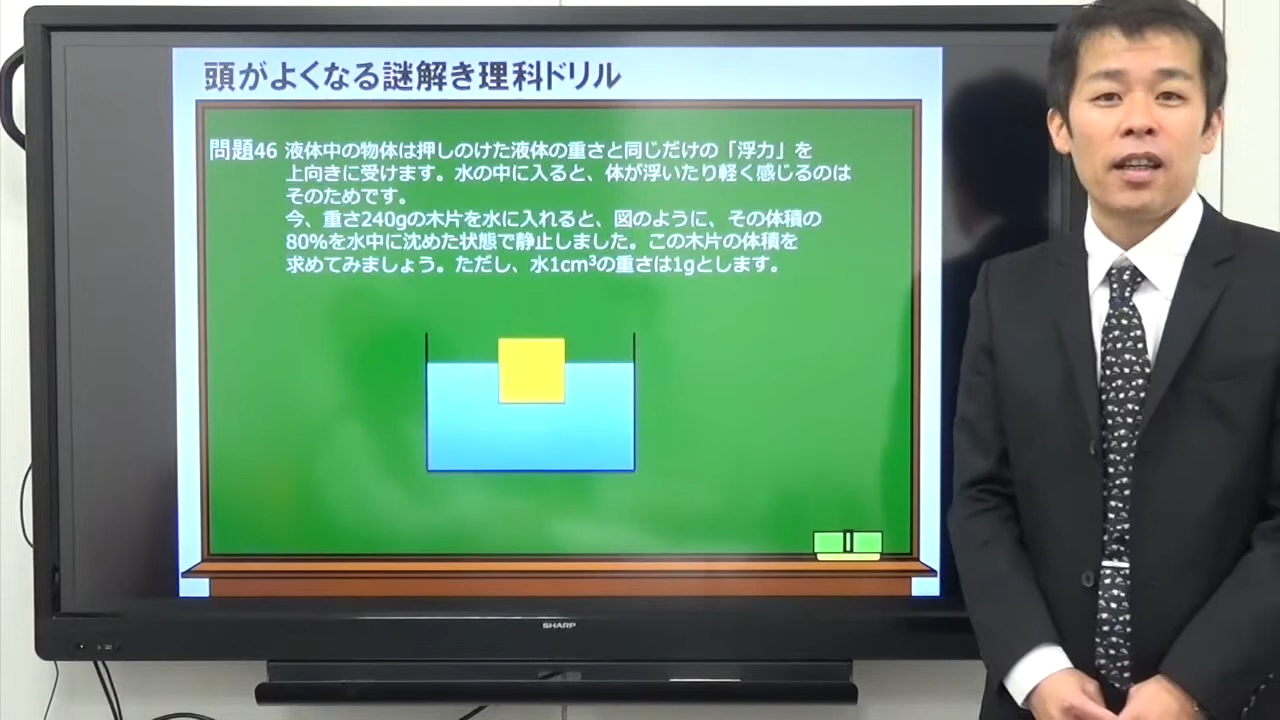 頭がよくなる謎解き理科ドリル
問題46 液体中の物体は押しのけた液体の重さと同じだけの「浮力」を
上向きに受けます。水の中に入ると、体が浮いたり軽く感じるのは
そのためです。
今、重さ240gの木片を水に入れると、図のように、その体積の
80%を水中に沈めた状態で静止しました。この木片の体積を
求めてみましょう。ただし、水1cm³の重さは1gとします。
SHARP